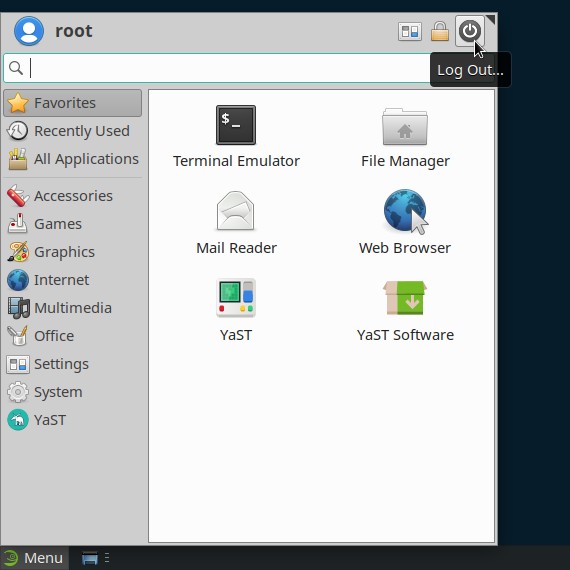 root
Log Out...
Favorites
Recently Used
All Applications
Accessories
Games
Graphics
Internet
Multimedia
Office
Settings
System
YaST
$_
Terminal Emulator
File Manager
Mail Reader
Web Browser
YaST
YaST Software
Menu